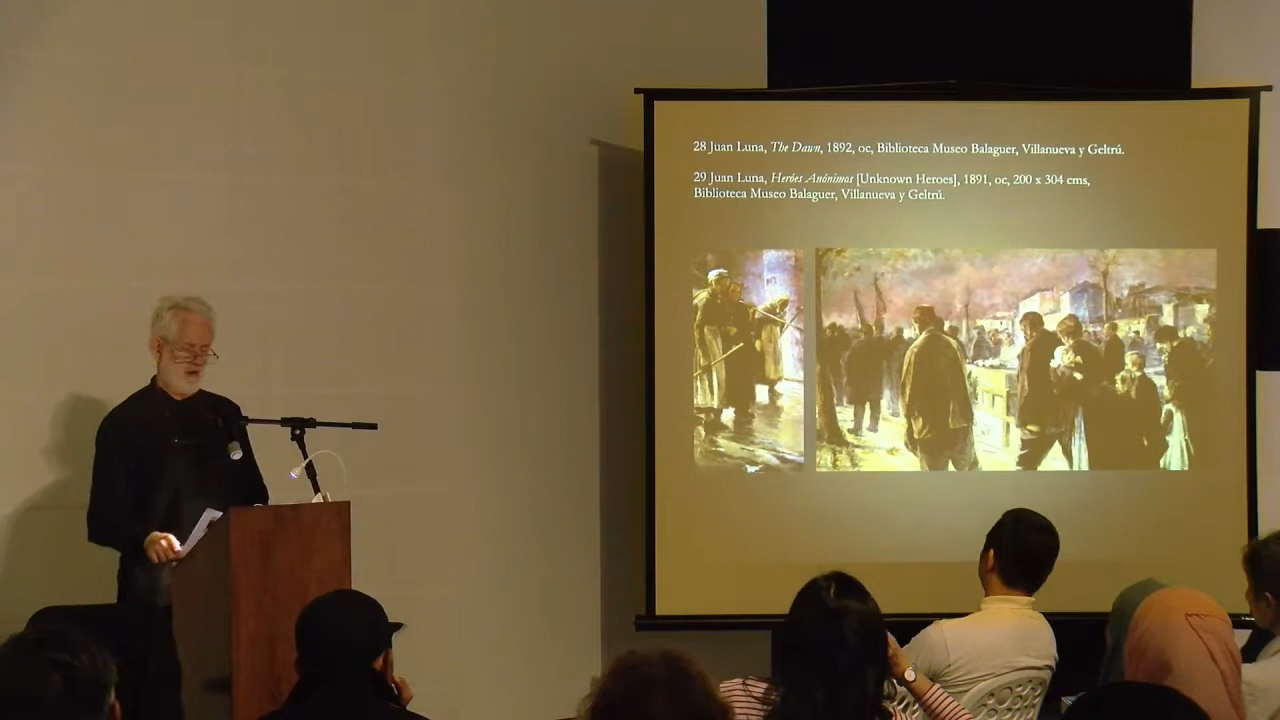 28 Juan Luna, The Dawn, 1892, oc, Biblioteca Museo Balaguer, Villanueva y Geltrú.
29 Juan Luna, Heróes Anónimos [Unknown Heroes], 1891, oc, 200 x 304 cms,
Biblioteca Museo Balaguer, Villanueva y Geltrú.